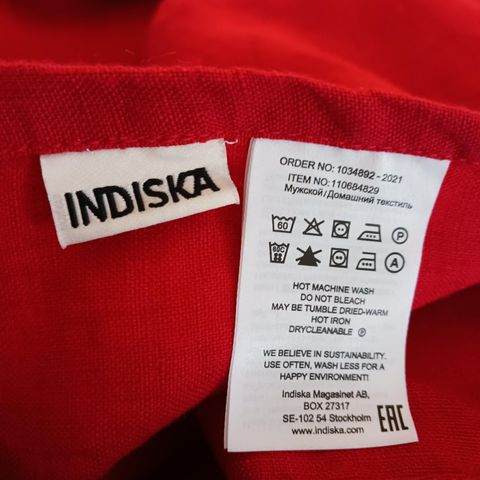 INDISKA
ORDER NO: 1034892 - 2021
ITEM NO: 110684829
Мужской / Домашний текстиль
60 P
60C A
HOT MACHINE WASH
DO NOT BLEACH
MAY BE TUMBLE DRIED-WARM
HOT IRON
DRYCLEANABLE Ⓟ
WE BELIEVE IN SUSTAINABILITY.
USE OFTEN, WASH LESS FOR A
HAPPY ENVIRONMENT!
Indiska Magasinet AB,
BOX 27317
SE-102 54 Stockholm
www.indiska.com
EAC